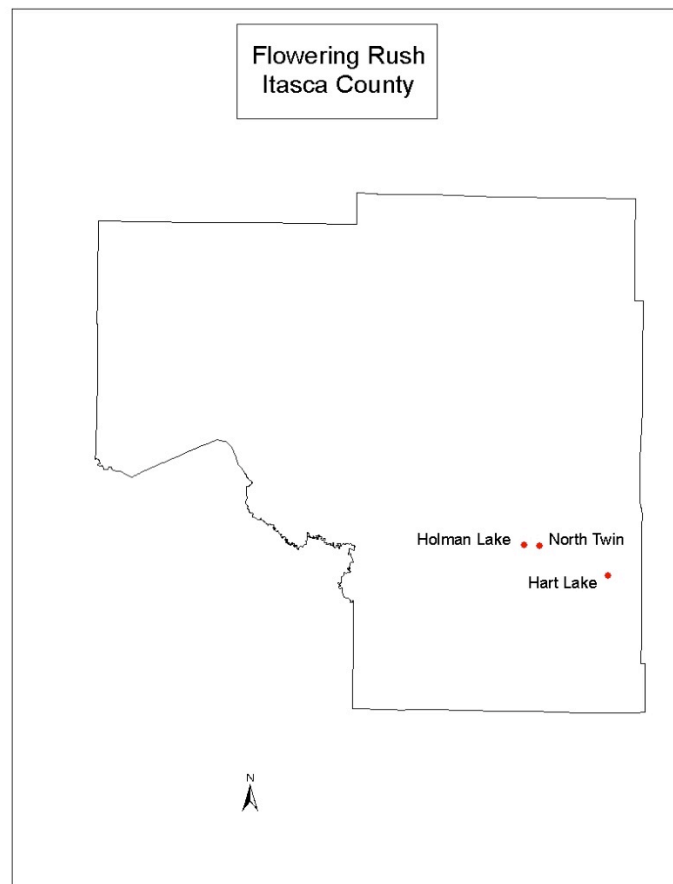 Flowering Rush
Itasca County
Holman Lake
North Twin
Hart Lake
N